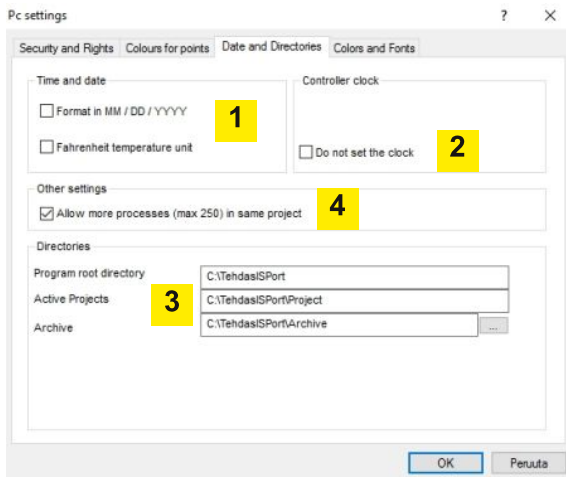 Pc settings ?
Security and Rights Colours for points Date and Directories Colors and Fonts
Time and date
Format in MM / DD / YYYY
Fahrenheit temperature unit
1
Controller clock
Do not set the clock
2
Other settings
Allow more processes (max 250) in same project
4
Directories
Program root directory C:\TehdasISPort
Active Projects C:\TehdasISPort\Project
3
Archive C:\TehdasISPort\Archive ...
OK Peruuta